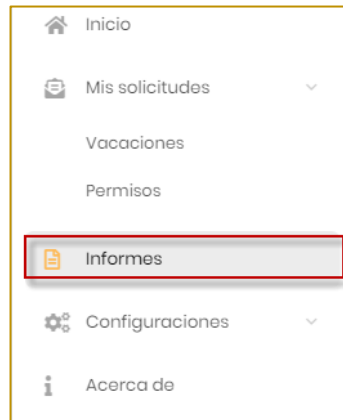 Inicio
Mis solicitudes
Vacaciones
Permisos
Informes
Configuraciones
Acerca de